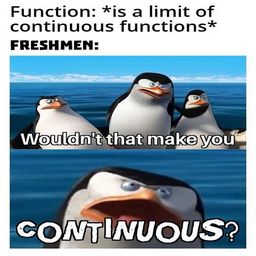 Function: *is a limit of
continuous functions*
FRESHMEN:
Wouldn't that make you
CONTINUOUS?